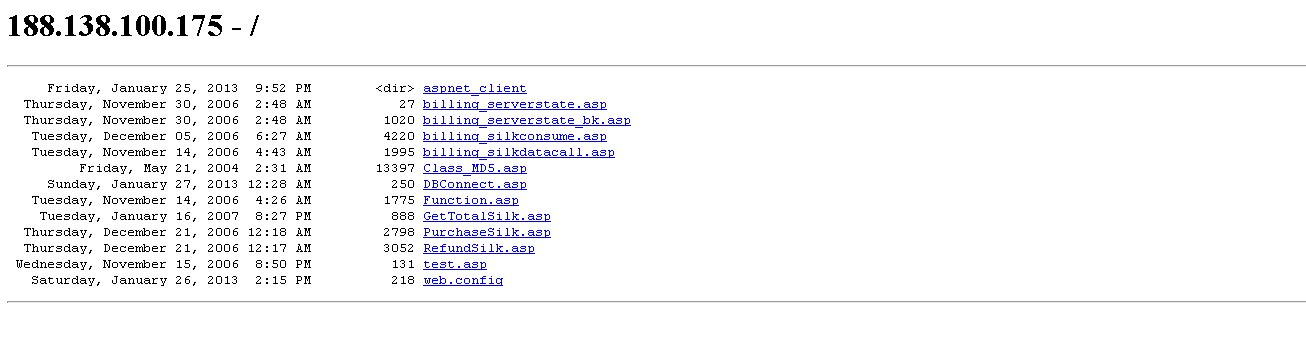 188.138.100.175 - /
Friday, January 25, 2013 9:52 PM <dir> aspnet_client
Thursday, November 30, 2006 2:48 AM 27 billing_serverstate.asp
Thursday, November 30, 2006 2:48 AM 1020 billing_serverstate_bk.asp
Tuesday, December 05, 2006 6:27 AM 4220 billing_silkconsume.asp
Tuesday, November 14, 2006 4:43 AM 1995 billing_silkdatacall.asp
Friday, May 21, 2004 2:31 AM 13397 Class_MD5.asp
Sunday, January 27, 2013 12:28 AM 250 DBConnect.asp
Tuesday, November 14, 2006 4:26 AM 1775 Function.asp
Tuesday, January 16, 2007 8:27 PM 888 GetTotalSilk.asp
Thursday, December 21, 2006 12:18 AM 2798 PurchaseSilk.asp
Thursday, December 21, 2006 12:17 AM 3052 RefundSilk.asp
Wednesday, November 15, 2006 8:50 PM 131 test.asp
Saturday, January 26, 2013 2:15 PM 218 web.config